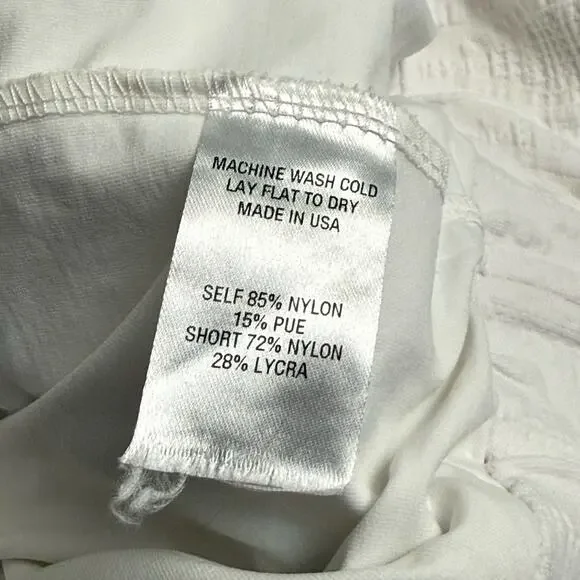 MACHINE WASH COLD
LAY FLAT TO DRY
MADE IN USA
SELF 85% NYLON
15% PUE
SHORT 72% NYLON
28% LYCRA